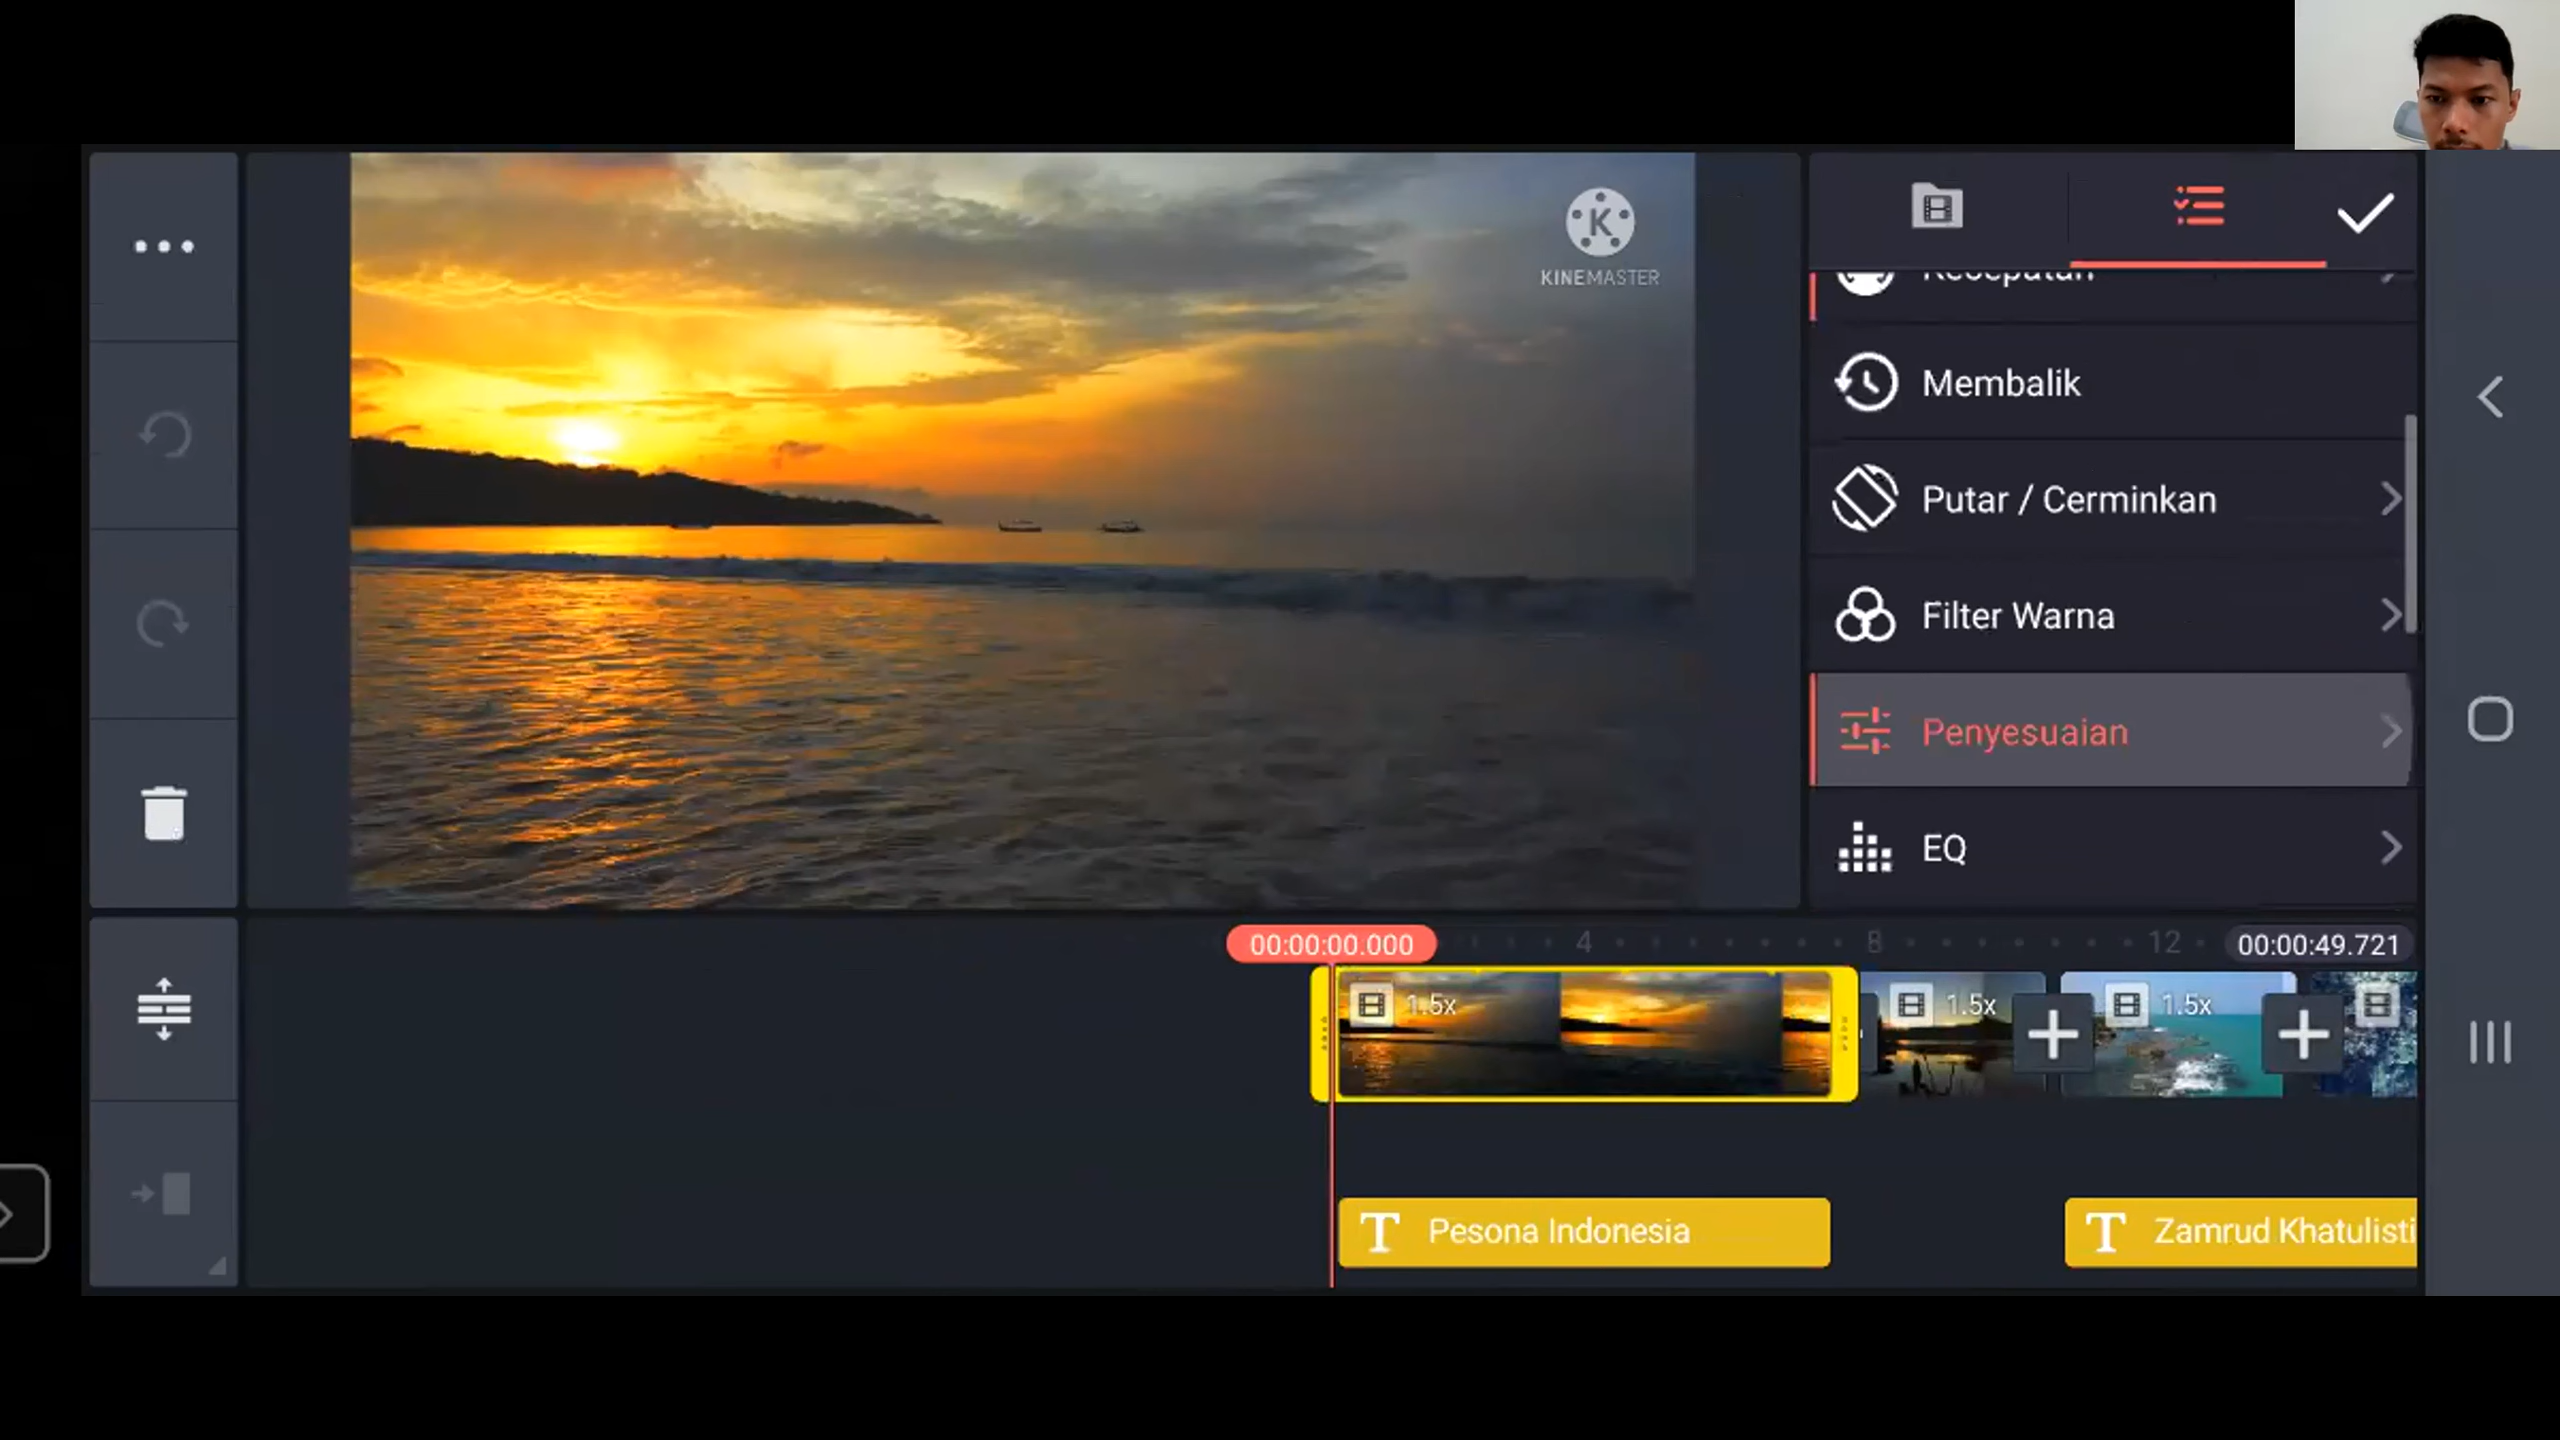 KINEMASTER
Kecepatan
Membalik
Putar / Cerminkan
Filter Warna
Penyesuaian
EQ
00:00:00.000
4
8
12
00:00:49.721
1.5x
1.5x
1.5x
T Pesona Indonesia
T Zamrud Khatulisti